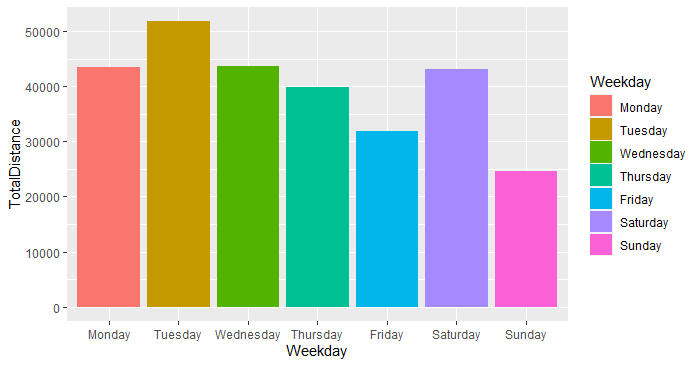 TotalDistance
50000
40000
30000
20000
10000
0
Monday Tuesday Wednesday Thursday Friday Saturday Sunday
Weekday
Weekday
Monday
Tuesday
Wednesday
Thursday
Friday
Saturday
Sunday